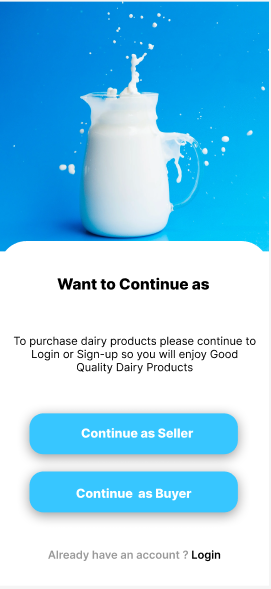 Want to Continue as
To purchase dairy products please continue to
Login or Sign-up so you will enjoy Good
Quality Dairy Products
Continue as Seller
Continue  as Buyer
Already have an account ? Login